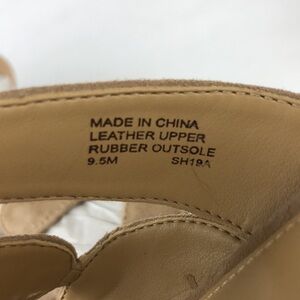 MADE IN CHINA
LEATHER UPPER
RUBBER OUTSOLE
9.5M SH19A